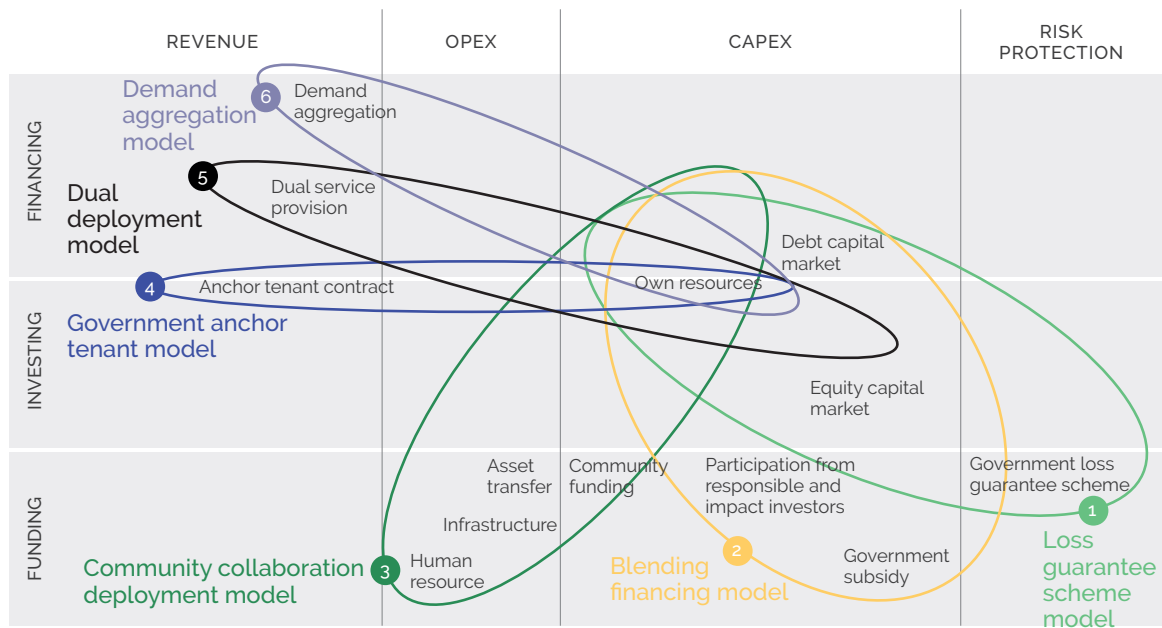 REVENUE
OPEX
CAPEX
RISK
PROTECTION
FINANCING
INVESTING
FUNDING
6
Demand
aggregation
model
Demand
aggregation
5
Dual
deployment
model
Dual service
provision
Debt capital
market
4
Anchor tenant contract
Own resources
Government anchor
tenant model
Equity capital
market
Asset
transfer
Community
funding
Participation from
responsible and
impact investors
Government loss
guarantee scheme
1
Loss
guarantee
scheme
model
Infrastructure
2
Blending
financing model
Government
subsidy
3
Human
resource
Community collaboration
deployment model